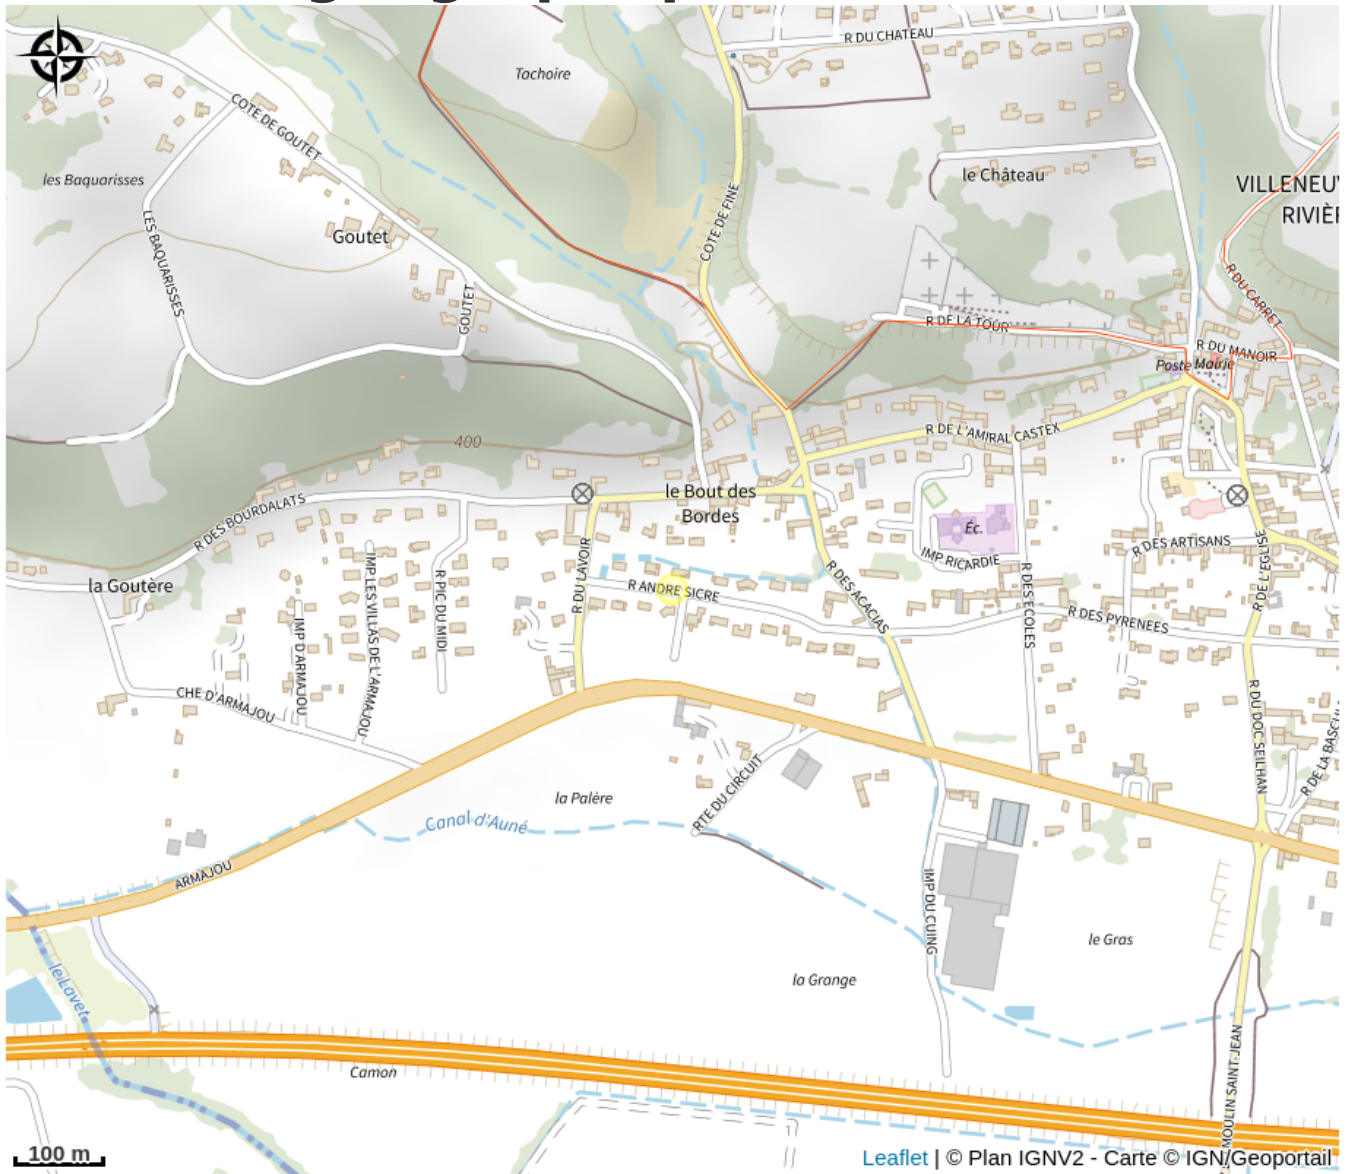 R DU CHATEAU
Tachoire
COTE DE GOUTET
les Baquarisses
le Château
VILLENEU
RIVIÈR
COTE DE FINE
LES BAQUARISSES
Goutet
GOUTET
R DU CARRET
R DE LA TOUR
R DU MANOIR
Poste Mairie
400
R DE L'AMIRAL CASTEX
le Bout des
Bordes
R DES BOURDALATS
Éc.
IMP RICARDIE
R DES ARTISANS
la Goutère
R DU LAVOIR
R ANDRE SICRE
R DES ACACIAS
R DES ECOLES
R DES PYRENEES
R DE L'EGLISE
IMP LES VILLAS DE L'ARMAJOU
R PIC DU MIDI
IMP D'ARMAJOU
CHE D'ARMAJOU
R DU DOC SEILHAN
R DE LA BASCU
la Palère
RTE DU CIRCUIT
Canal d'Auné
ARMAJOU
IMP DU CUING
le Gras
la Grange
le Lavet
Camon
MOULIN SAINT-JEAN
100 m
Leaflet | © Plan IGNV2 - Carte © IGN/Geoportail